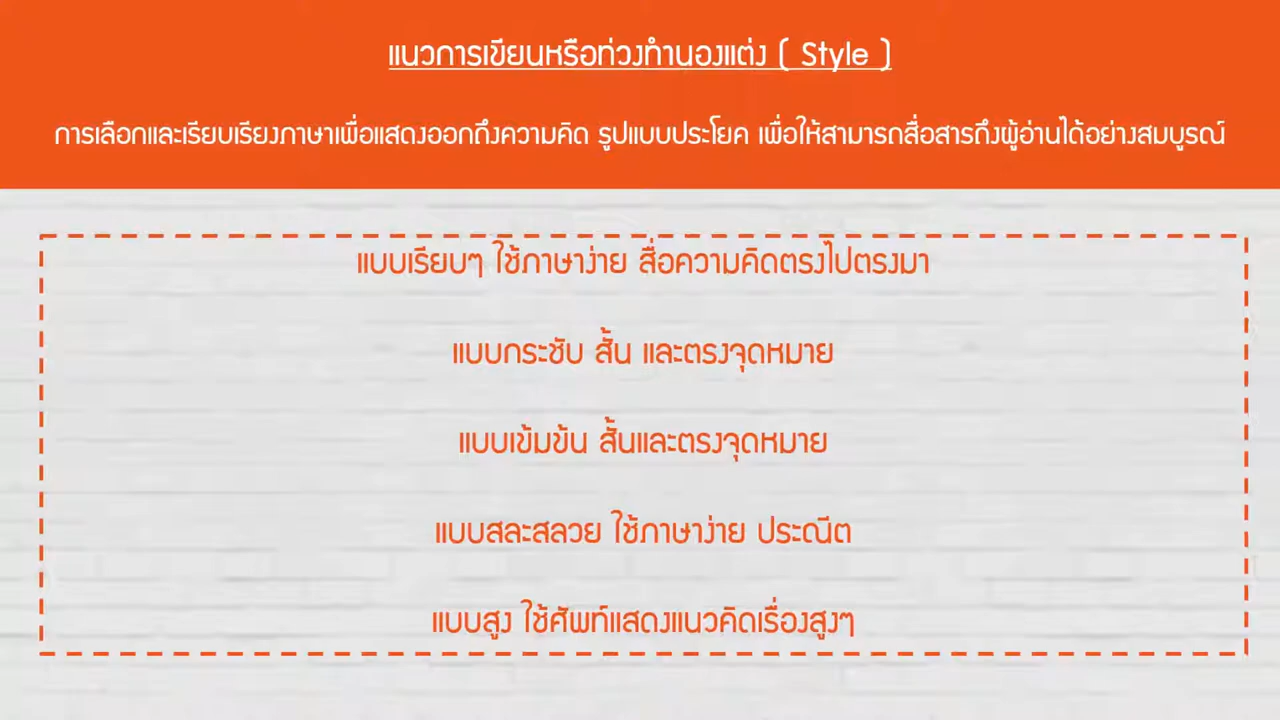 แนวการเขียนหรือท่วงทำนองแต่ง ( Style )
การเลือกและเรียบเรียงภาษาเพื่อแสดงออกถึงความคิด รูปแบบประโยค เพื่อให้สามารถสื่อสารถึงผู้อ่านได้อย่างสมบูรณ์
แบบเรียบๆ ใช้ภาษาง่าย สื่อความคิดตรงไปตรงมา
แบบกระชับ สั้น และตรงจุดหมาย
แบบเข้มข้น สั้นและตรงจุดหมาย
แบบสละสลวย ใช้ภาษาง่าย ประณีต
แบบสูง ใช้ศัพท์แสดงแนวคิดเรื่องสูงๆ